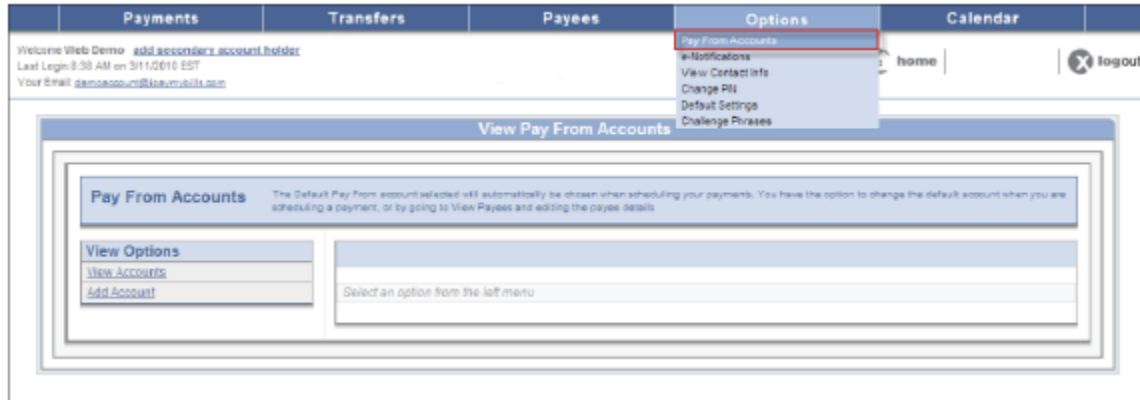 Payments Transfers Payees Options Calendar
Welcome Web Demo add secondary account holder
Last Login 8:38 AM on 3/11/2010 EST
Your Email: demoaccount@ipaymybills.com
Pay From Accounts
e-Notifications
View Contact Info
Change PIN
Default Settings
Challenge Phrases
home
logout
View Pay From Accounts
Pay From Accounts
The Default Pay From account selected will automatically be chosen when scheduling your payments. You have the option to change the default account when you are
scheduling a payment, or by going to View Payees and editing the payee details
View Options
View Accounts
Add Account
Select an option from the left menu